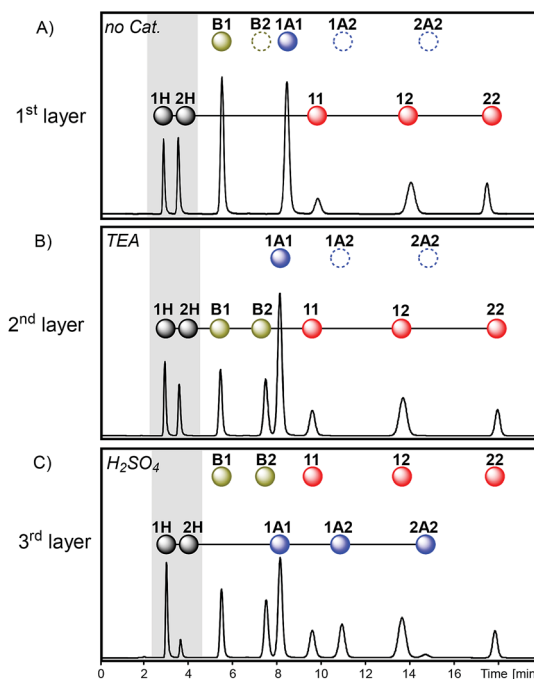 A) no Cat. B1 B2 1A1 1A2 2A2
1H 2H 11 12 22
1st layer
B) TEA 1A1 1A2 2A2
1H 2H B1 B2 11 12 22
2nd layer
C) H2SO4 B1 B2 11 12 22
1H 2H 1A1 1A2 2A2
3rd layer
0 2 4 6 8 10 12 14 16 18 Time [min